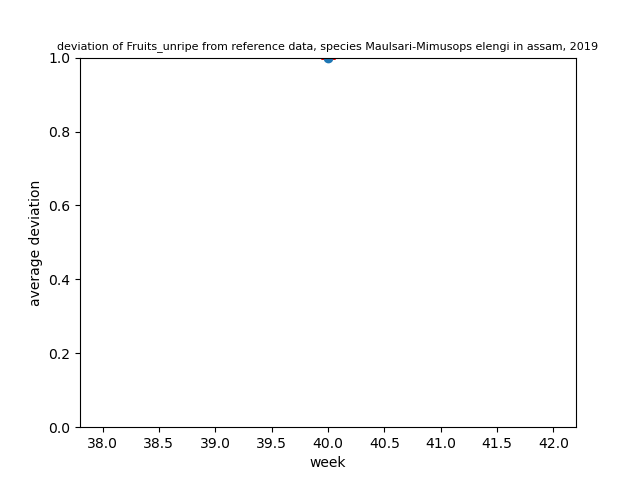 deviation of Fruits_unripe from reference data, species Maulsari-Mimusops elengi in assam, 2019
1.0
0.8
0.6
0.4
0.2
0.0
average deviation
38.0 38.5 39.0 39.5 40.0 40.5 41.0 41.5 42.0
week